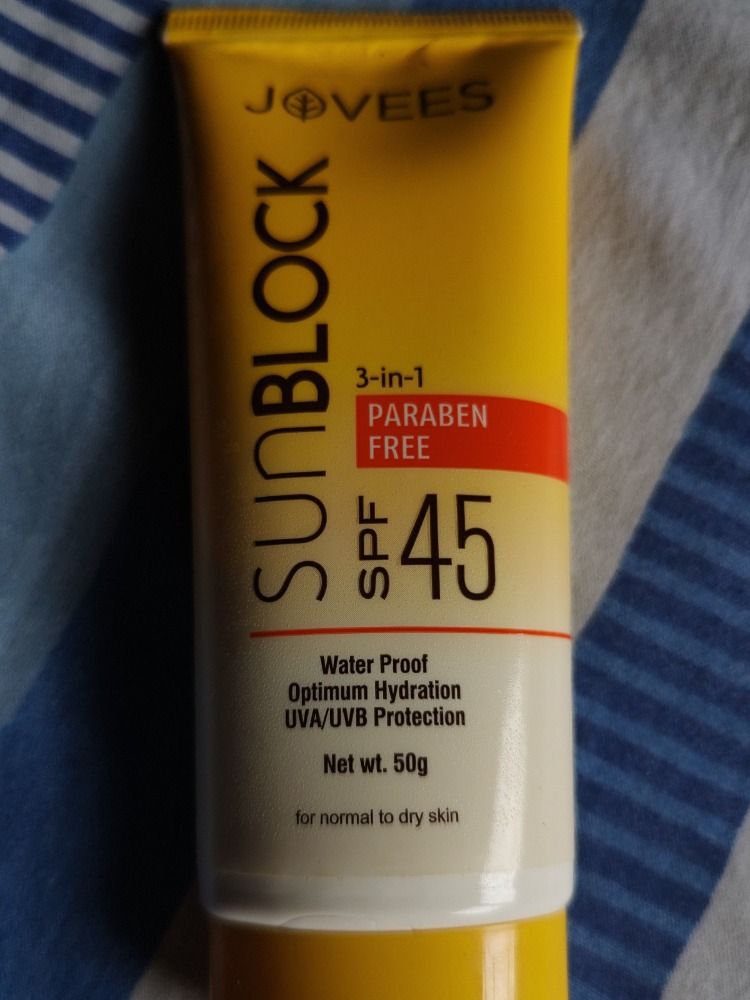 JOVEES
SUNBLOCK
3-in-1
PARABEN
FREE
SPF 45
Water Proof
Optimum Hydration
UVA/UVB Protection
Net wt. 50g
for normal to dry skin